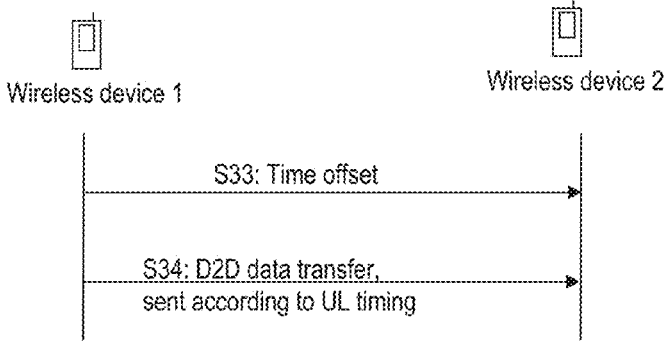 Wireless device 1
Wireless device 2
S33: Time offset
S34: D2D data transfer,
sent according to UL timing